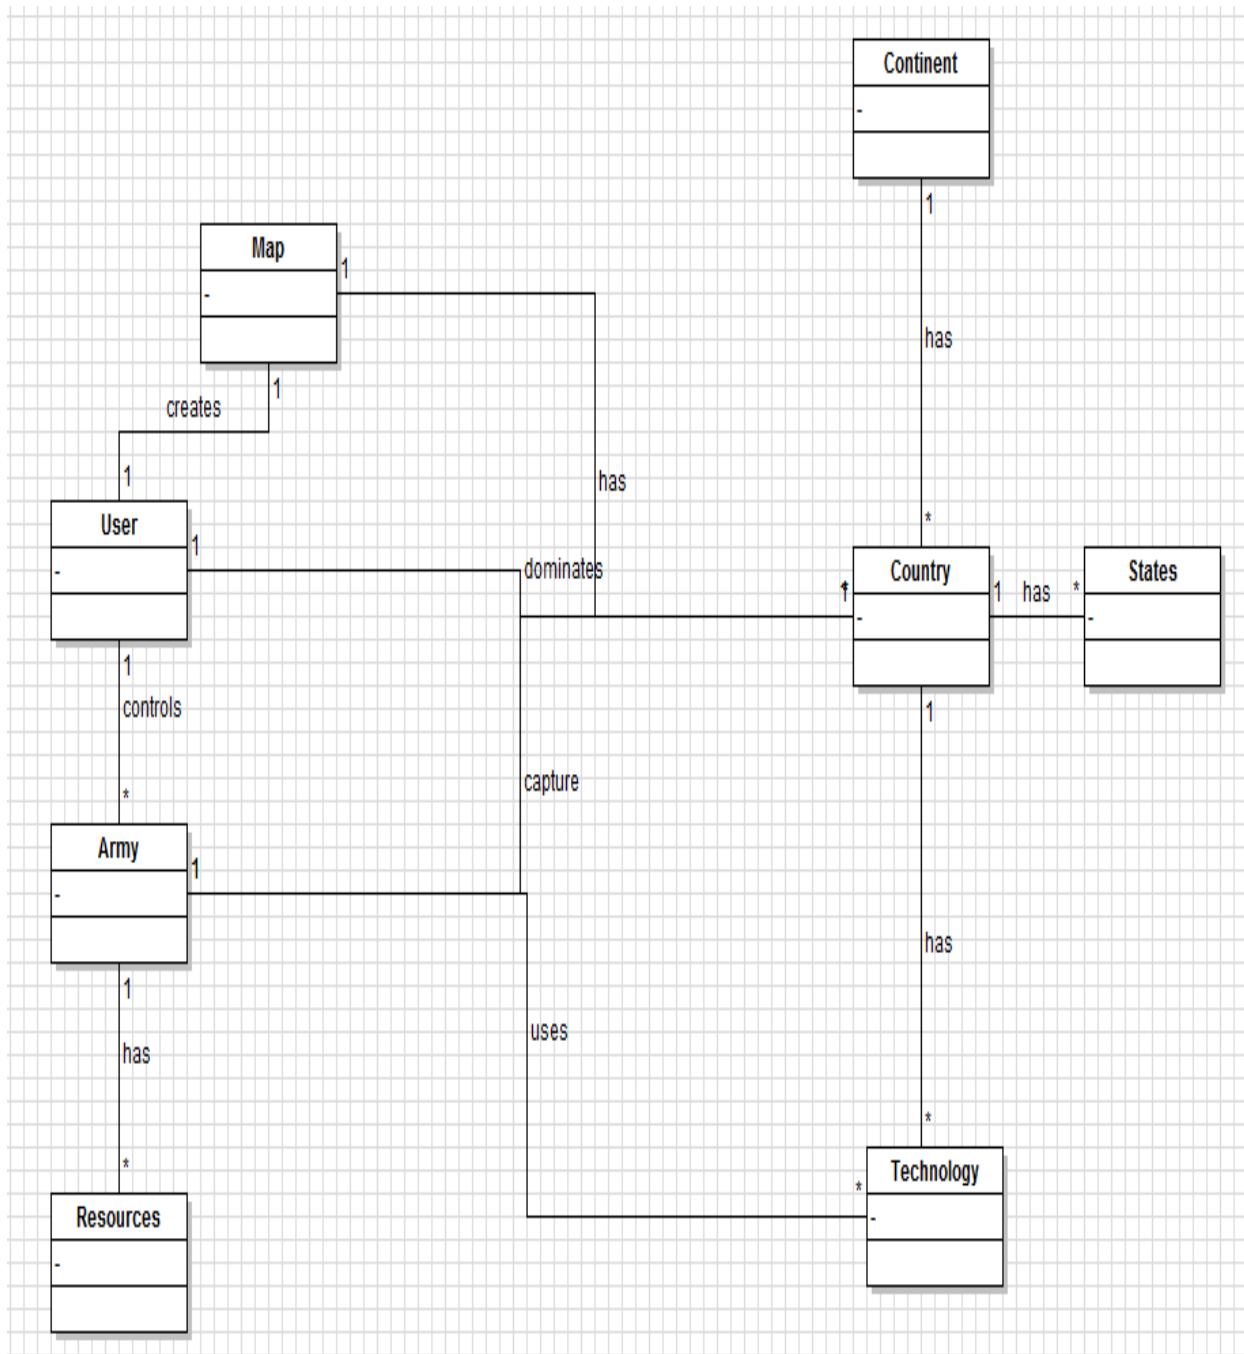 Continent
-
1
has
*
Map
-
1
1
creates
1
has
User
-
1
dominates
1
controls
*
Country
-
1
has
*
States
-
1
capture
Army
-
1
1
has
*
Resources
-
uses
has
*
*
Technology
-